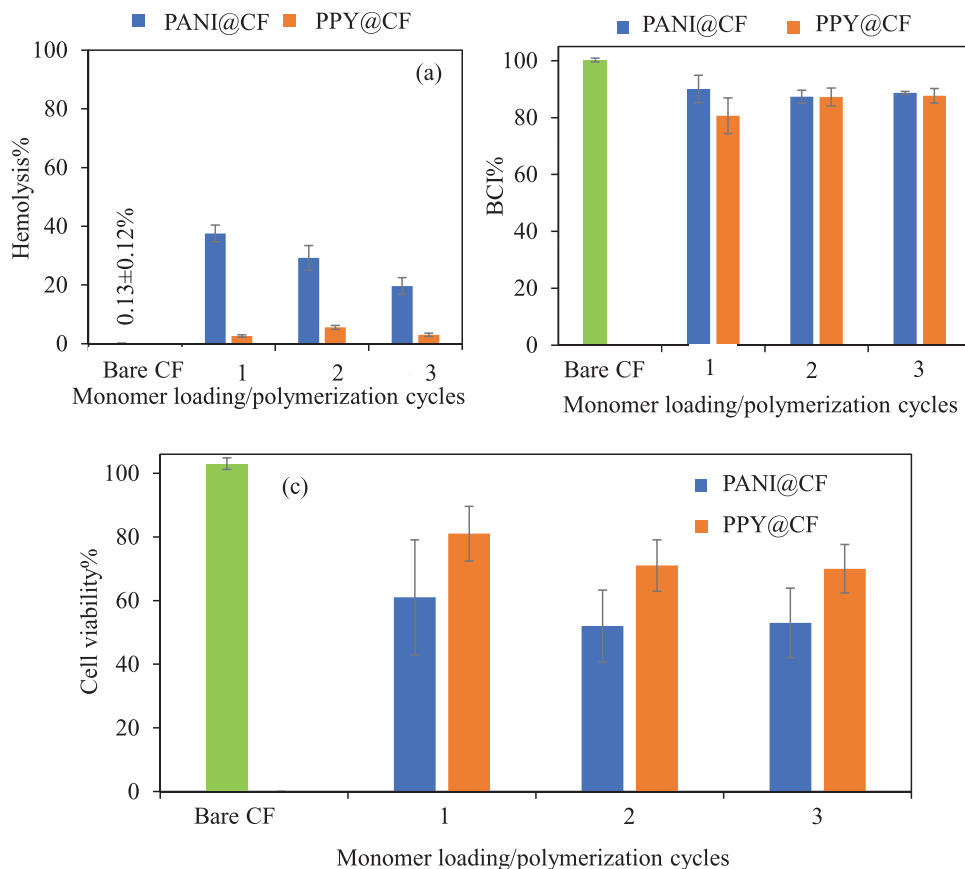 PANI@CF PPY@CF
100
80
60
40
20
0
Hemolysis%
(a)
0.13±0.12%
Bare CF 1 2 3
Monomer loading/polymerization cycles
PANI@CF PPY@CF
100
80
60
40
20
0
BCI%
Bare CF 1 2 3
Monomer loading/polymerization cycles
100
80
60
40
20
0
Cell viability%
(c)
PANI@CF
PPY@CF
Bare CF 1 2 3
Monomer loading/polymerization cycles